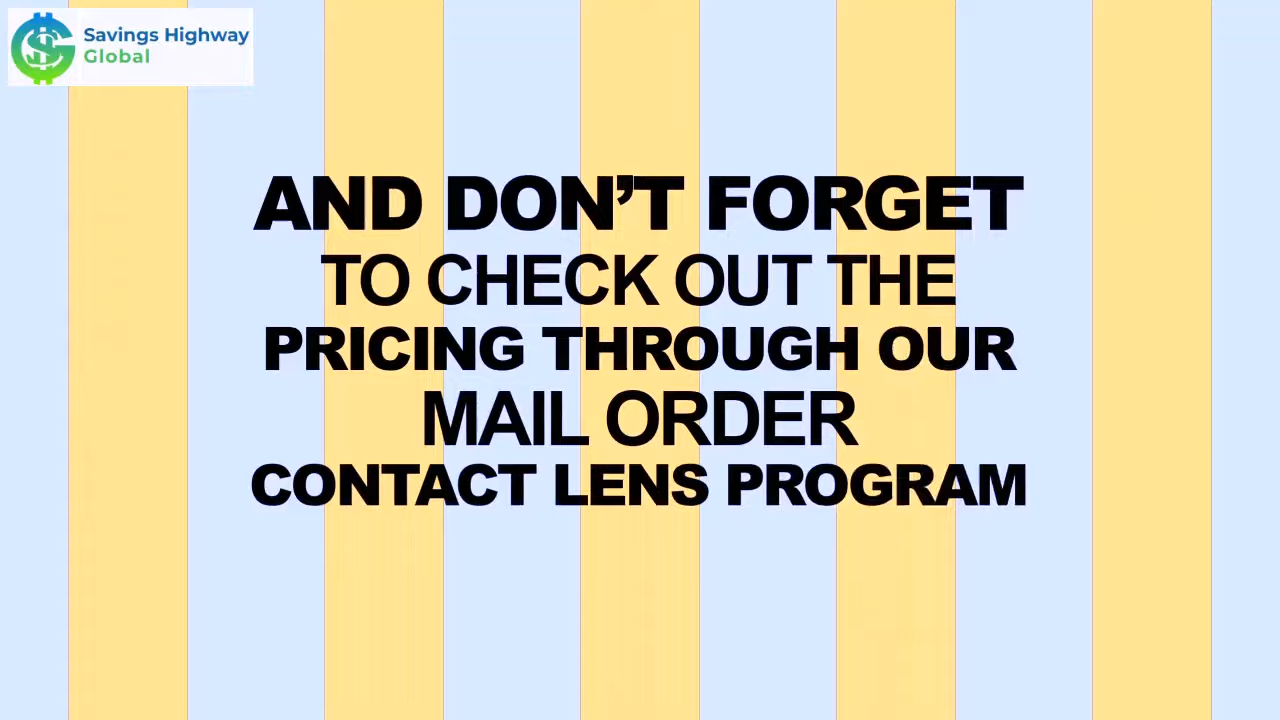 Savings Highway
Global
AND DON’T FORGET
TO CHECK OUT THE
PRICING THROUGH OUR
MAIL ORDER
CONTACT LENS PROGRAM